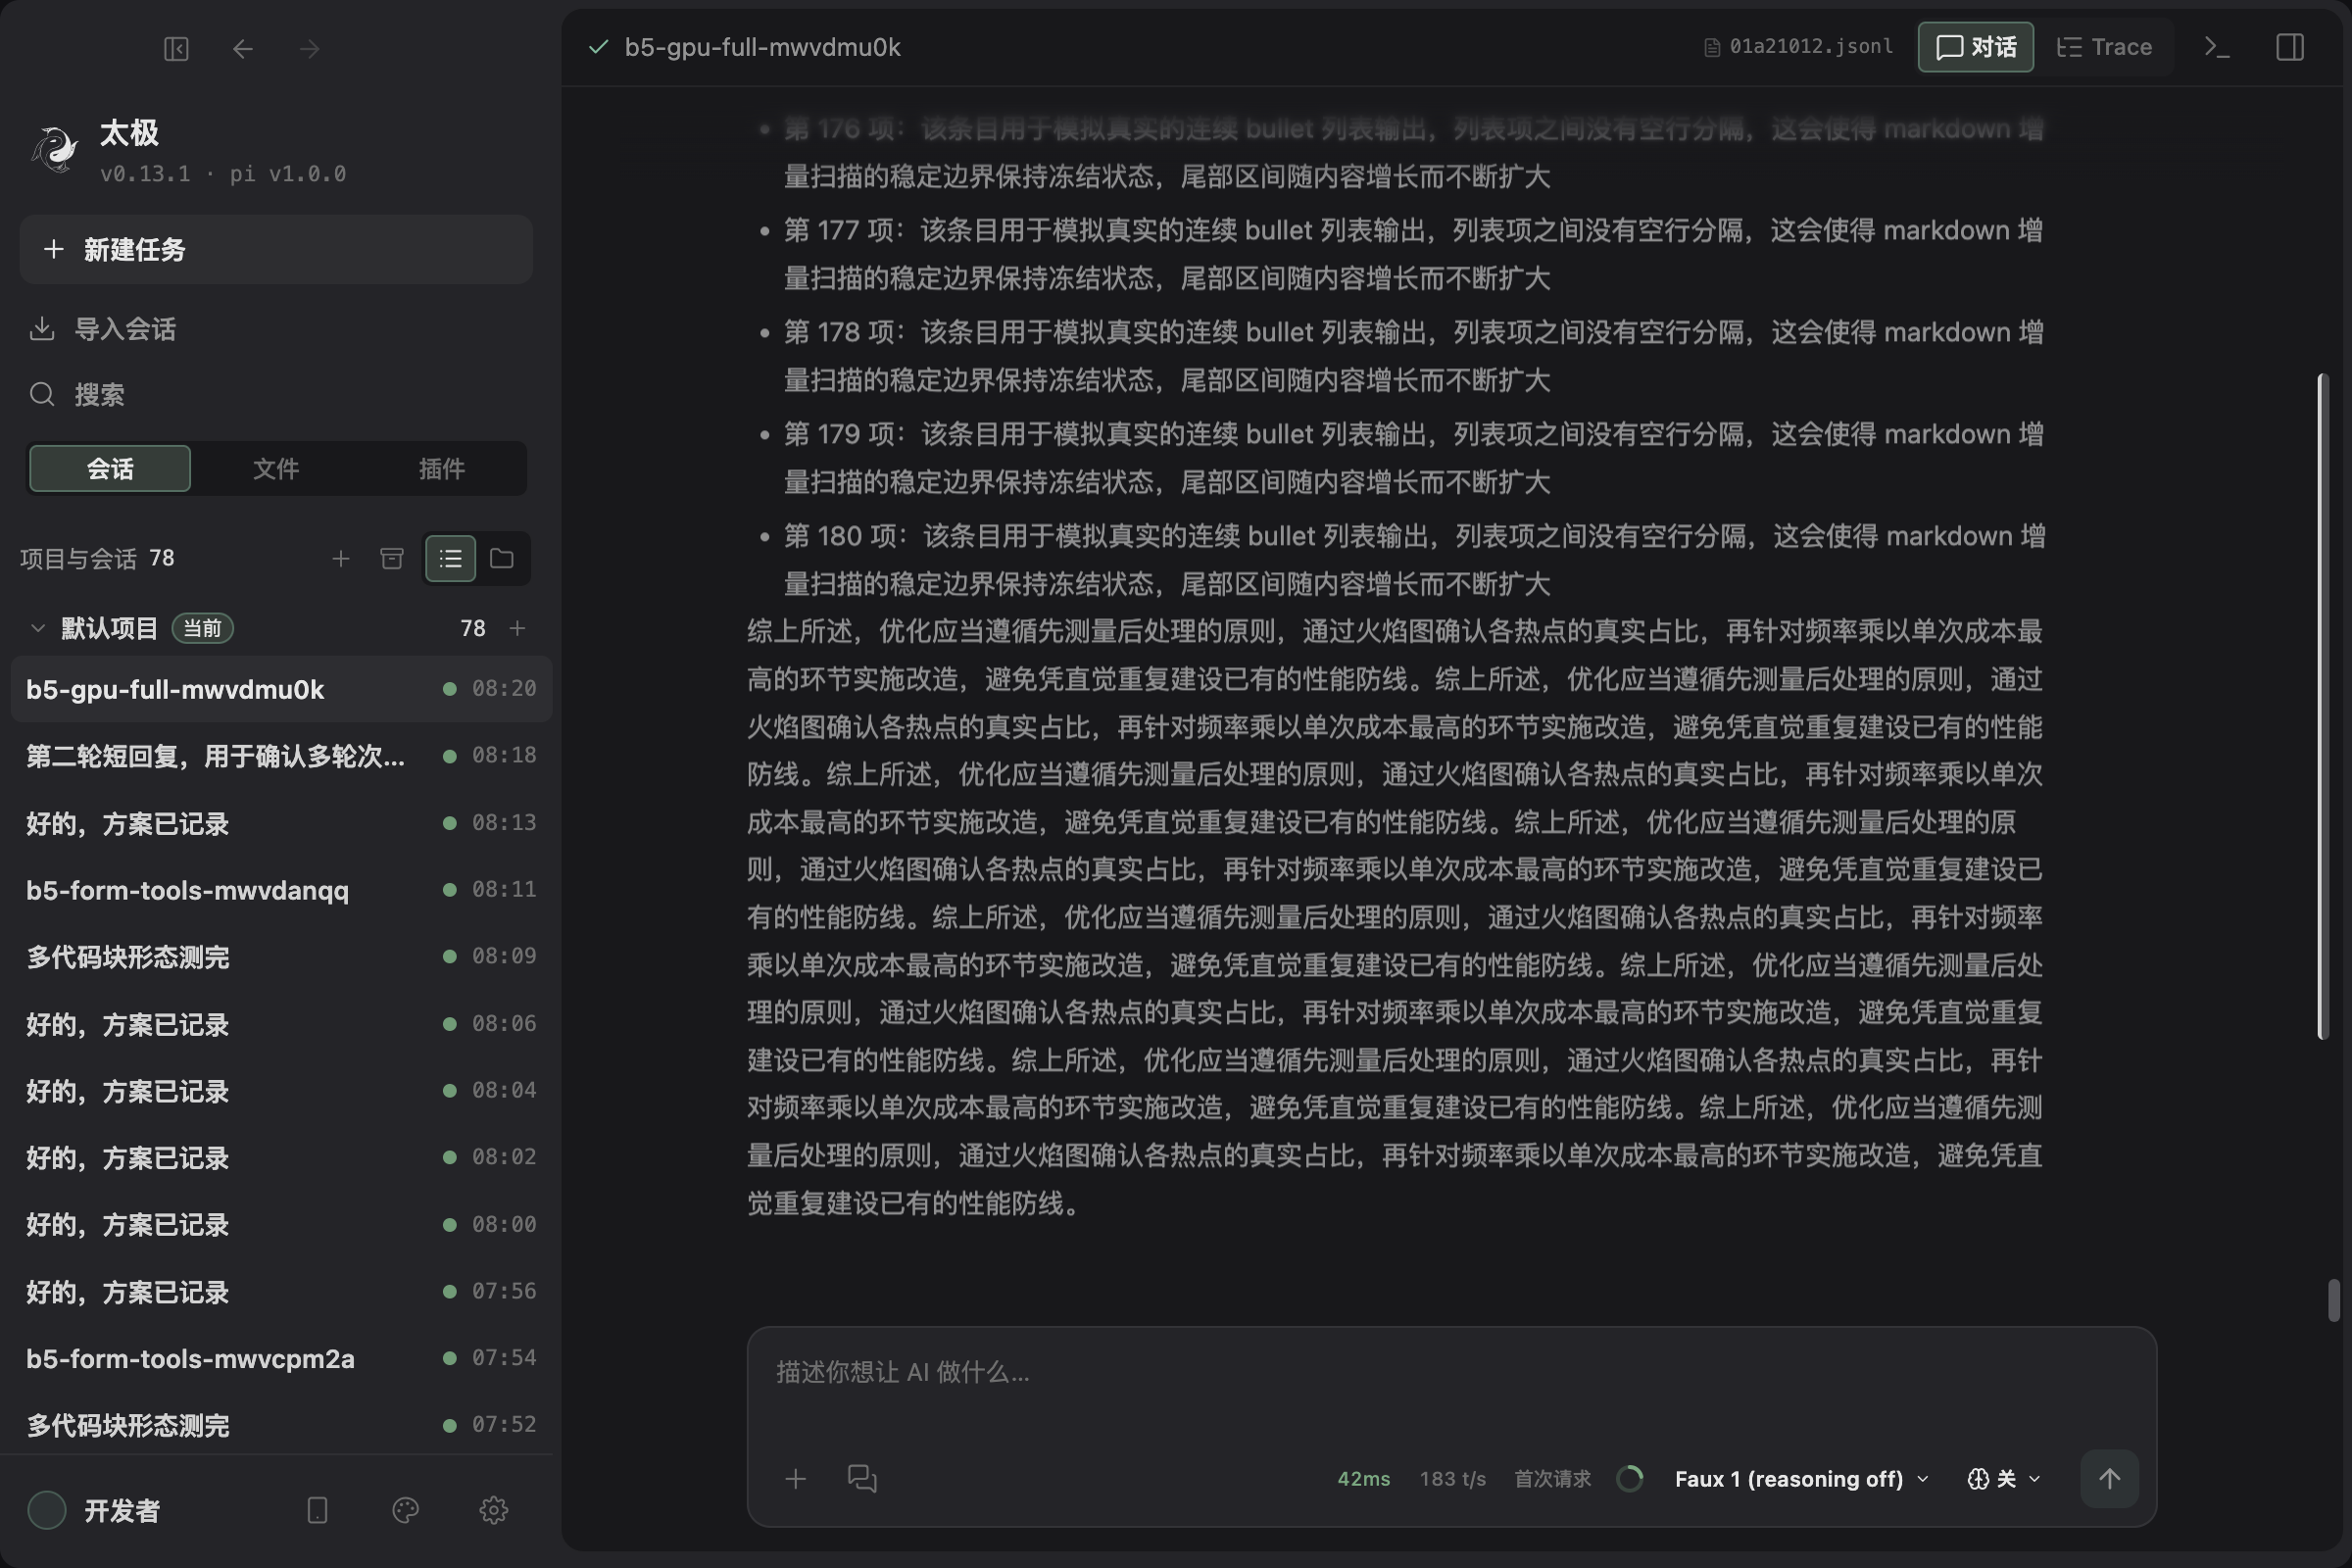 太极
v0.13.1 · pi v1.0.0
新建任务
导入会话
搜索
会话 文件 插件
项目与会话 78
默认项目 当前 78
b5-gpu-full-mwvdmu0k 08:20
第二轮短回复，用于确认多轮次... 08:18
好的，方案已记录 08:13
b5-form-tools-mwvdanqq 08:11
多代码块形态测完 08:09
好的，方案已记录 08:06
好的，方案已记录 08:04
好的，方案已记录 08:02
好的，方案已记录 08:00
好的，方案已记录 07:56
b5-form-tools-mwvcpm2a 07:54
多代码块形态测完 07:52
开发者
b5-gpu-full-mwvdmu0k 01a21012.jsonl 对话 Trace
• 第 176 项：该条目用于模拟真实的连续 bullet 列表输出，列表项之间没有空行分隔，这会使得 markdown 增
量扫描的稳定边界保持冻结状态，尾部区间随内容增长而不断扩大
• 第 177 项：该条目用于模拟真实的连续 bullet 列表输出，列表项之间没有空行分隔，这会使得 markdown 增
量扫描的稳定边界保持冻结状态，尾部区间随内容增长而不断扩大
• 第 178 项：该条目用于模拟真实的连续 bullet 列表输出，列表项之间没有空行分隔，这会使得 markdown 增
量扫描的稳定边界保持冻结状态，尾部区间随内容增长而不断扩大
• 第 179 项：该条目用于模拟真实的连续 bullet 列表输出，列表项之间没有空行分隔，这会使得 markdown 增
量扫描的稳定边界保持冻结状态，尾部区间随内容增长而不断扩大
• 第 180 项：该条目用于模拟真实的连续 bullet 列表输出，列表项之间没有空行分隔，这会使得 markdown 增
量扫描的稳定边界保持冻结状态，尾部区间随内容增长而不断扩大
综上所述，优化应当遵循先测量后处理的原则，通过火焰图确认各热点的真实占比，再针对频率乘以单次成本最
高的环节实施改造，避免凭直觉重复建设已有的性能防线。综上所述，优化应当遵循先测量后处理的原则，通过
火焰图确认各热点的真实占比，再针对频率乘以单次成本最高的环节实施改造，避免凭直觉重复建设已有的性能
防线。综上所述，优化应当遵循先测量后处理的原则，通过火焰图确认各热点的真实占比，再针对频率乘以单次
成本最高的环节实施改造，避免凭直觉重复建设已有的性能防线。综上所述，优化应当遵循先测量后处理的原
则，通过火焰图确认各热点的真实占比，再针对频率乘以单次成本最高的环节实施改造，避免凭直觉重复建设已
有的性能防线。综上所述，优化应当遵循先测量后处理的原则，通过火焰图确认各热点的真实占比，再针对频率
乘以单次成本最高的环节实施改造，避免凭直觉重复建设已有的性能防线。综上所述，优化应当遵循先测量后处
理的原则，通过火焰图确认各热点的真实占比，再针对频率乘以单次成本最高的环节实施改造，避免凭直觉重复
建设已有的性能防线。综上所述，优化应当遵循先测量后处理的原则，通过火焰图确认各热点的真实占比，再针
对频率乘以单次成本最高的环节实施改造，避免凭直觉重复建设已有的性能防线。综上所述，优化应当遵循先测
量后处理的原则，通过火焰图确认各热点的真实占比，再针对频率乘以单次成本最高的环节实施改造，避免凭直
觉重复建设已有的性能防线。
描述你想让 AI 做什么...
42ms 183 t/s 首次请求 Faux 1 (reasoning off) 关